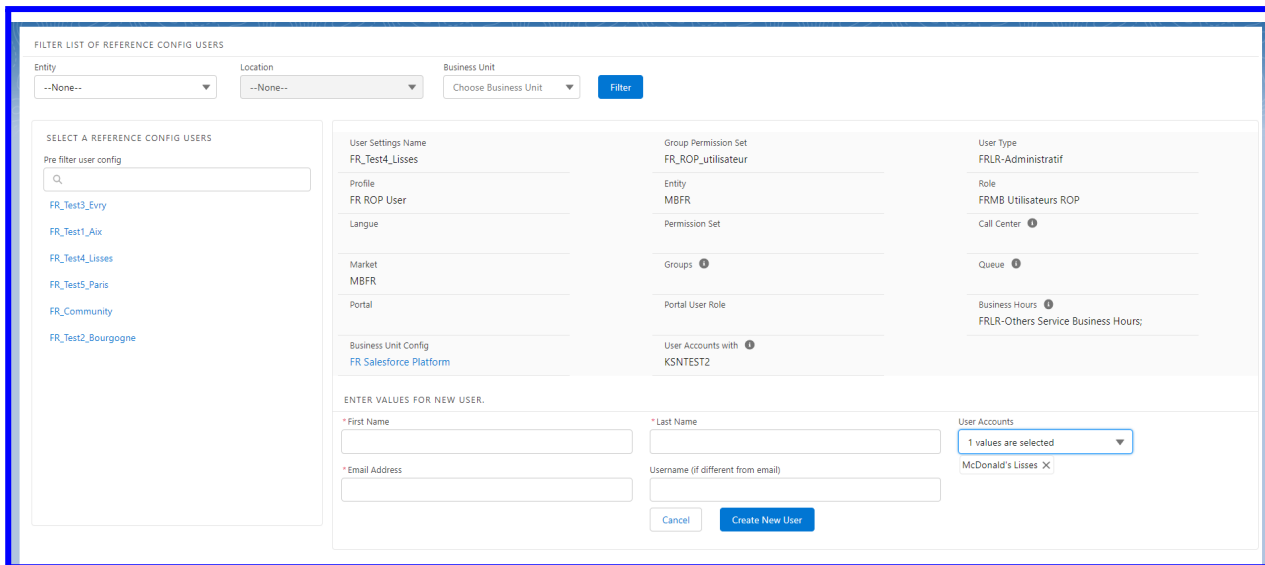 FILTER LIST OF REFERENCE CONFIG USERS
Entity
--None--
Location
--None--
Business Unit
Choose Business Unit
Filter
SELECT A REFERENCE CONFIG USERS
Pre filter user config
FR_Test3_Evry
FR_Test1_Aix
FR_Test4_Lisses
FR_Test5_Paris
FR_Community
FR_Test2_Bourgogne
User Settings Name
FR_Test4_Lisses
Group Permission Set
FR_ROP_utilisateur
User Type
FRLR-Administratif
Profile
FR ROP User
Entity
MBFR
Role
FRMB Utilisateurs ROP
Langue
Permission Set
Call Center
Market
MBFR
Groups
Queue
Portal
Portal User Role
Business Hours
FRLR-Others Service Business Hours;
Business Unit Config
FR Salesforce Platform
User Accounts with
KSNTEST2
ENTER VALUES FOR NEW USER.
*First Name
*Last Name
User Accounts
1 values are selected
McDonald's Lisses
*Email Address
Username (if different from email)
Cancel
Create New User